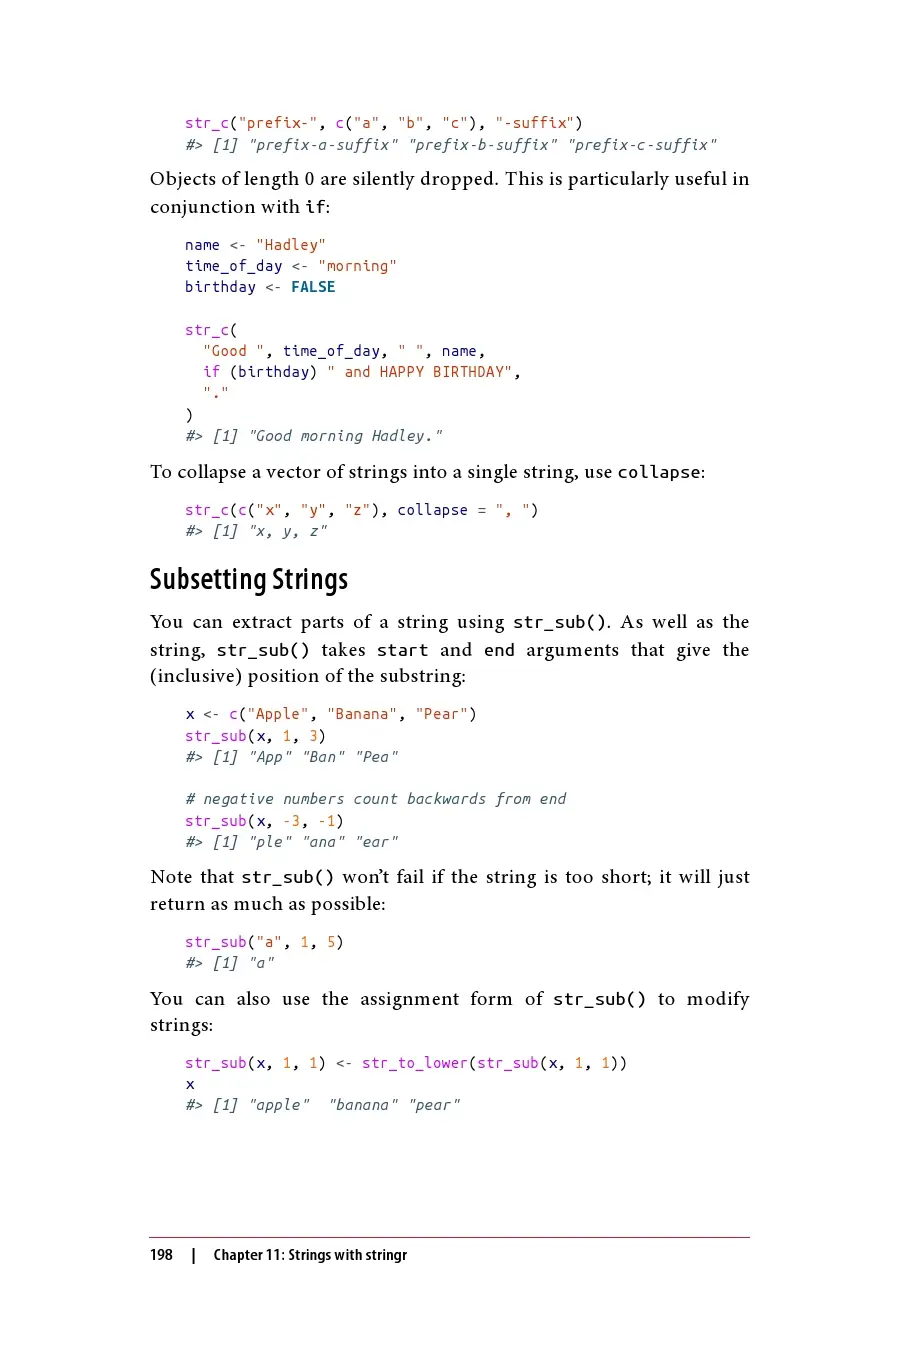 str_c("prefix-", c("a", "b", "c"), "-suffix")
#> [1] "prefix-a-suffix" "prefix-b-suffix" "prefix-c-suffix"
Objects of length 0 are silently dropped. This is particularly useful in
conjunction with if:
name <- "Hadley"
time_of_day <- "morning"
birthday <- FALSE
str_c(
  "Good ", time_of_day, " ", name,
  if (birthday) " and HAPPY BIRTHDAY",
  "."
)
#> [1] "Good morning Hadley."
To collapse a vector of strings into a single string, use collapse:
str_c(c("x", "y", "z"), collapse = ", ")
#> [1] "x, y, z"
Subsetting Strings
You can extract parts of a string using str_sub(). As well as the
string, str_sub() takes start and end arguments that give the
(inclusive) position of the substring:
x <- c("Apple", "Banana", "Pear")
str_sub(x, 1, 3)
#> [1] "App" "Ban" "Pea"
# negative numbers count backwards from end
str_sub(x, -3, -1)
#> [1] "ple" "ana" "ear"
Note that str_sub() won’t fail if the string is too short; it will just
return as much as possible:
str_sub("a", 1, 5)
#> [1] "a"
You can also use the assignment form of str_sub() to modify
strings:
str_sub(x, 1, 1) <- str_to_lower(str_sub(x, 1, 1))
x
#> [1] "apple"  "banana" "pear"
198 | Chapter 11: Strings with stringr